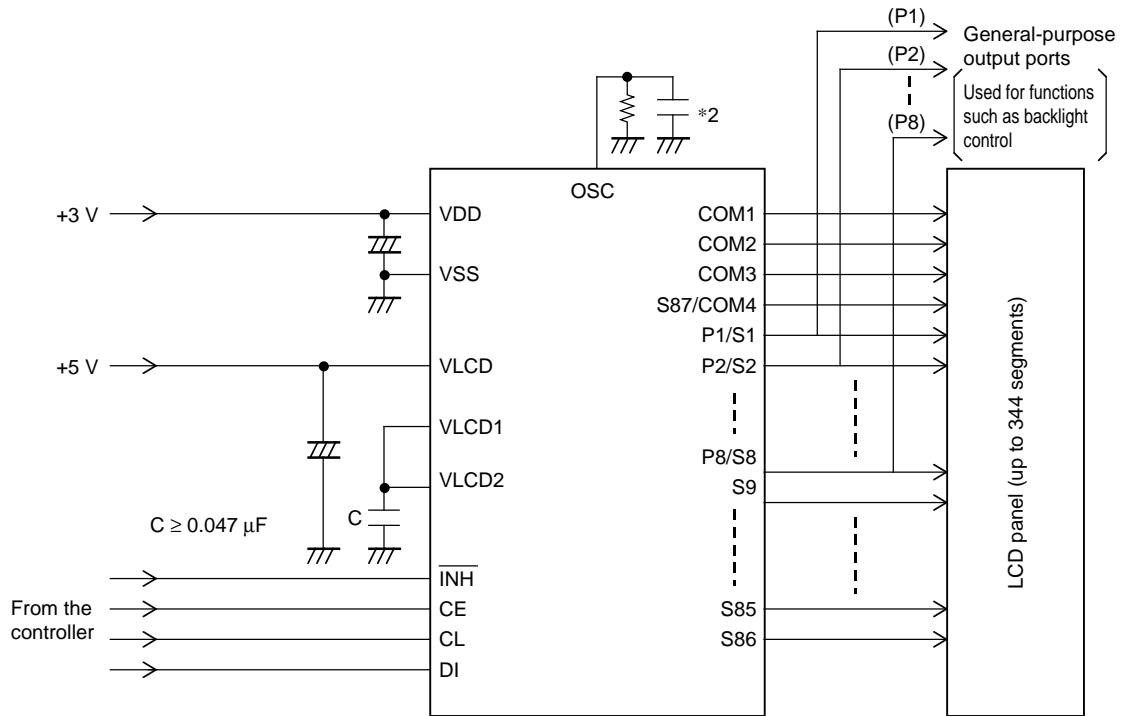 (P1)
General-purpose
output ports
(P2)
Used for functions
such as backlight
control
(P8)
*2
OSC
+3 V
VDD
VSS
+5 V
VLCD
VLCD1
VLCD2
C
C ≥ 0.047 μF
From the
controller
INH
CE
CL
DI
COM1
COM2
COM3
S87/COM4
P1/S1
P2/S2
P8/S8
S9
S85
S86
LCD panel (up to 344 segments)